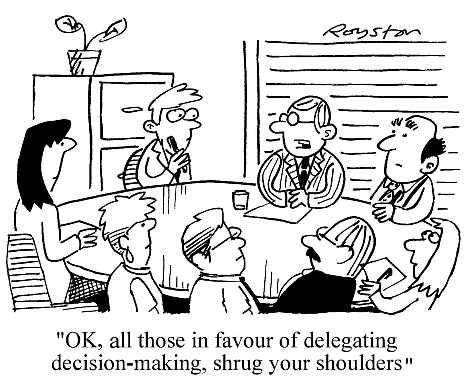 Royston
"OK, all those in favour of delegating
decision-making, shrug your shoulders"